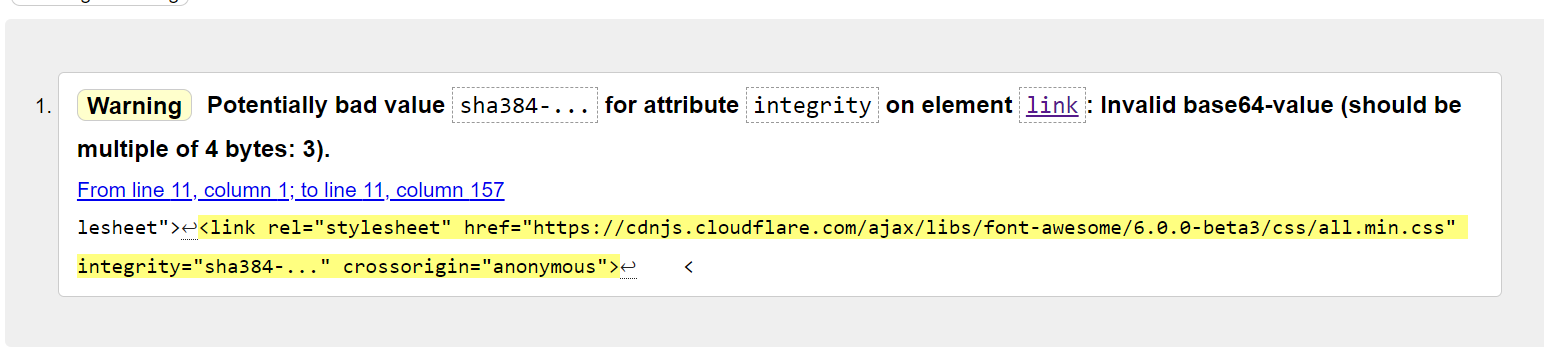 1. Warning Potentially bad value sha384-... for attribute integrity on element link: Invalid base64-value (should be
multiple of 4 bytes: 3).
From line 11, column 1; to line 11, column 157
lesheet">↩<link rel="stylesheet" href="https://cdnjs.cloudflare.com/ajax/libs/font-awesome/6.0.0-beta3/css/all.min.css"
integrity="sha384-..." crossorigin="anonymous">↩    <